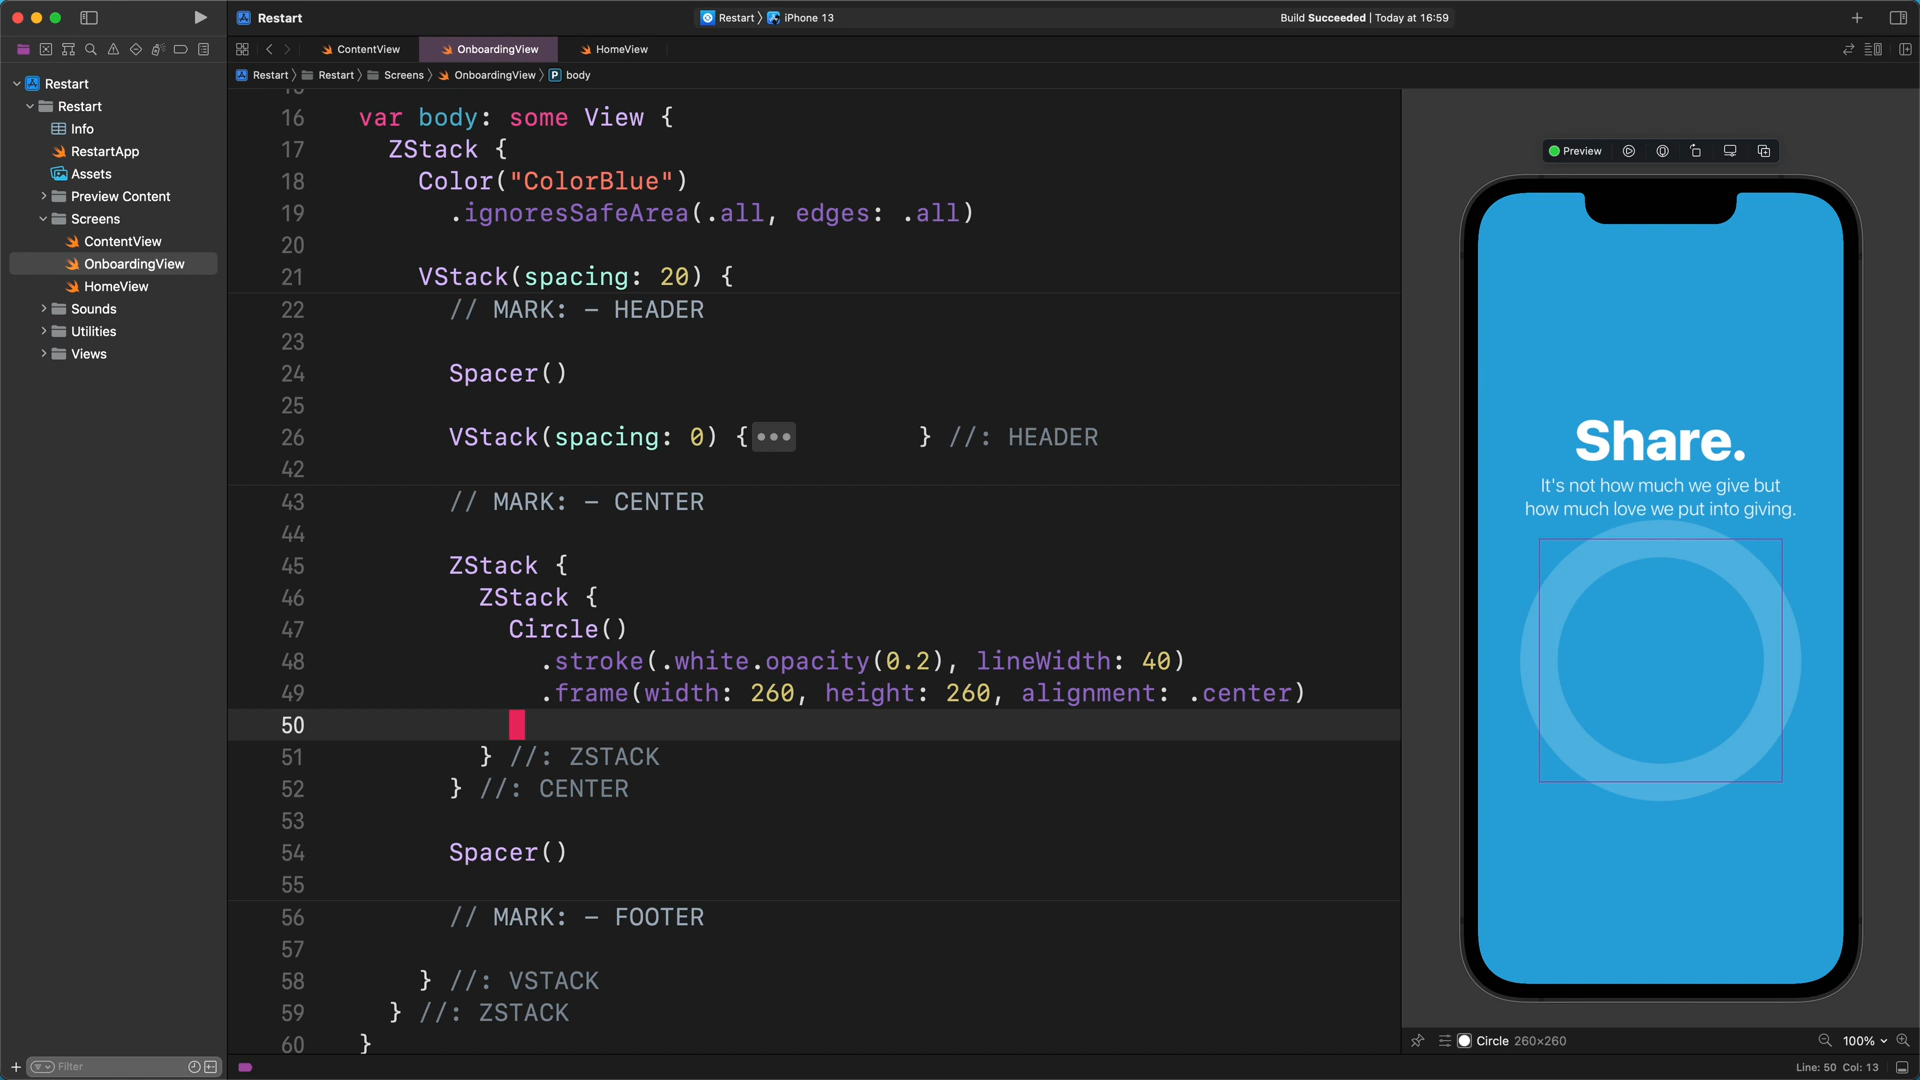 Restart
Restart
iPhone 13
Build Succeeded | Today at 16:59
ContentView
OnboardingView
HomeView
Restart
Restart
Screens
OnboardingView
P
body
Restart
Restart
Info
RestartApp
Assets
Preview Content
Screens
ContentView
OnboardingView
HomeView
Sounds
Utilities
Views
Filter
16 var body: some View {
17 ZStack {
18 Color("ColorBlue")
19 .ignoresSafeArea(.all, edges: .all)
20
21 VStack(spacing: 20) {
22 // MARK: – HEADER
23
24 Spacer()
25
26 VStack(spacing: 0) {••• } //: HEADER
42
43 // MARK: – CENTER
44
45 ZStack {
46 ZStack {
47 Circle()
48 .stroke(.white.opacity(0.2), lineWidth: 40)
49 .frame(width: 260, height: 260, alignment: .center)
50
51 } //: ZSTACK
52 } //: CENTER
53
54 Spacer()
55
56 // MARK: – FOOTER
57
58 } //: VSTACK
59 } //: ZSTACK
60 }
Preview
Share.
It's not how much we give but
how much love we put into giving.
Circle 260×260
100%
Line: 50 Col: 13